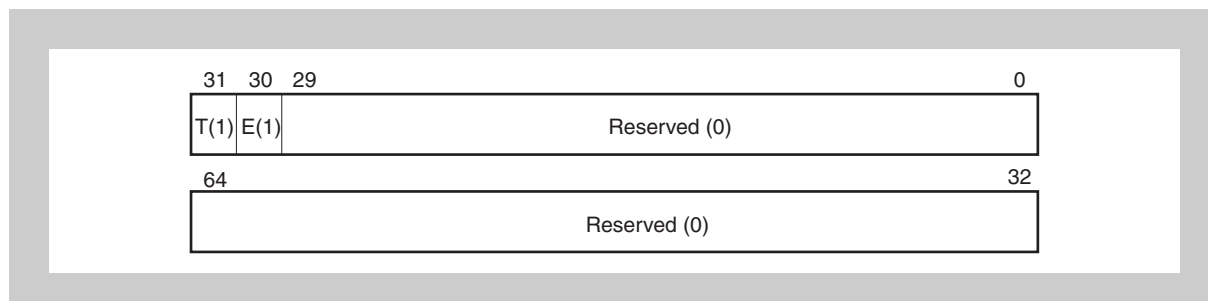 31 30 29 0
T(1) E(1) Reserved (0)
64 32
Reserved (0)